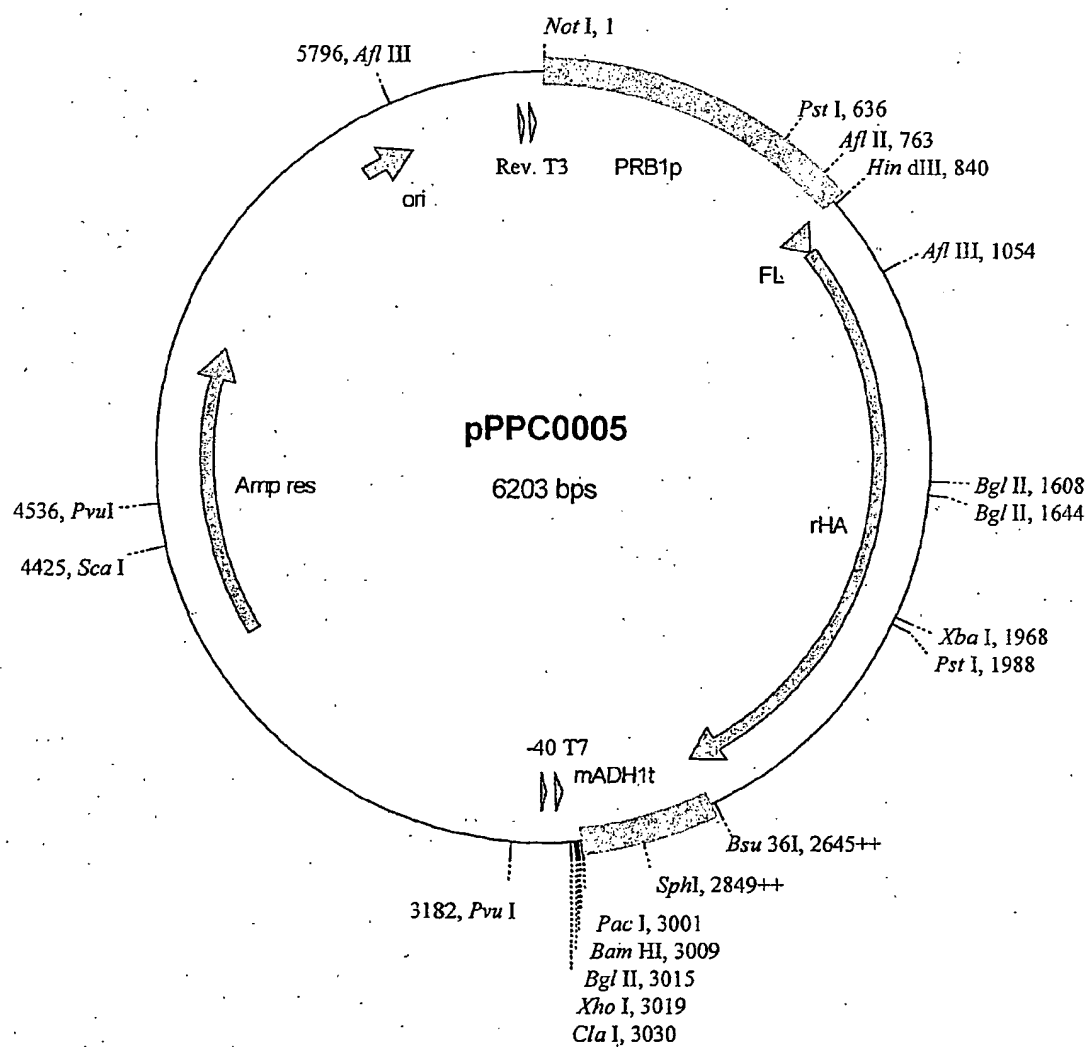 Not I, 1
5796, Afl III
Pst I, 636
Afl II, 763
Hin dIII, 840
Rev. T3
PRB1p
ori
Afl III, 1054
FL
pPPC0005
6203 bps
Amp res
4536, PvuI
4425, Sca I
Bgl II, 1608
Bgl II, 1644
rHA
Xba I, 1968
Pst I, 1988
-40 T7
mADH1t
Bsu 36I, 2645++
SphI, 2849++
3182, Pvu I
Pac I, 3001
Bam HI, 3009
Bgl II, 3015
Xho I, 3019
Cla I, 3030